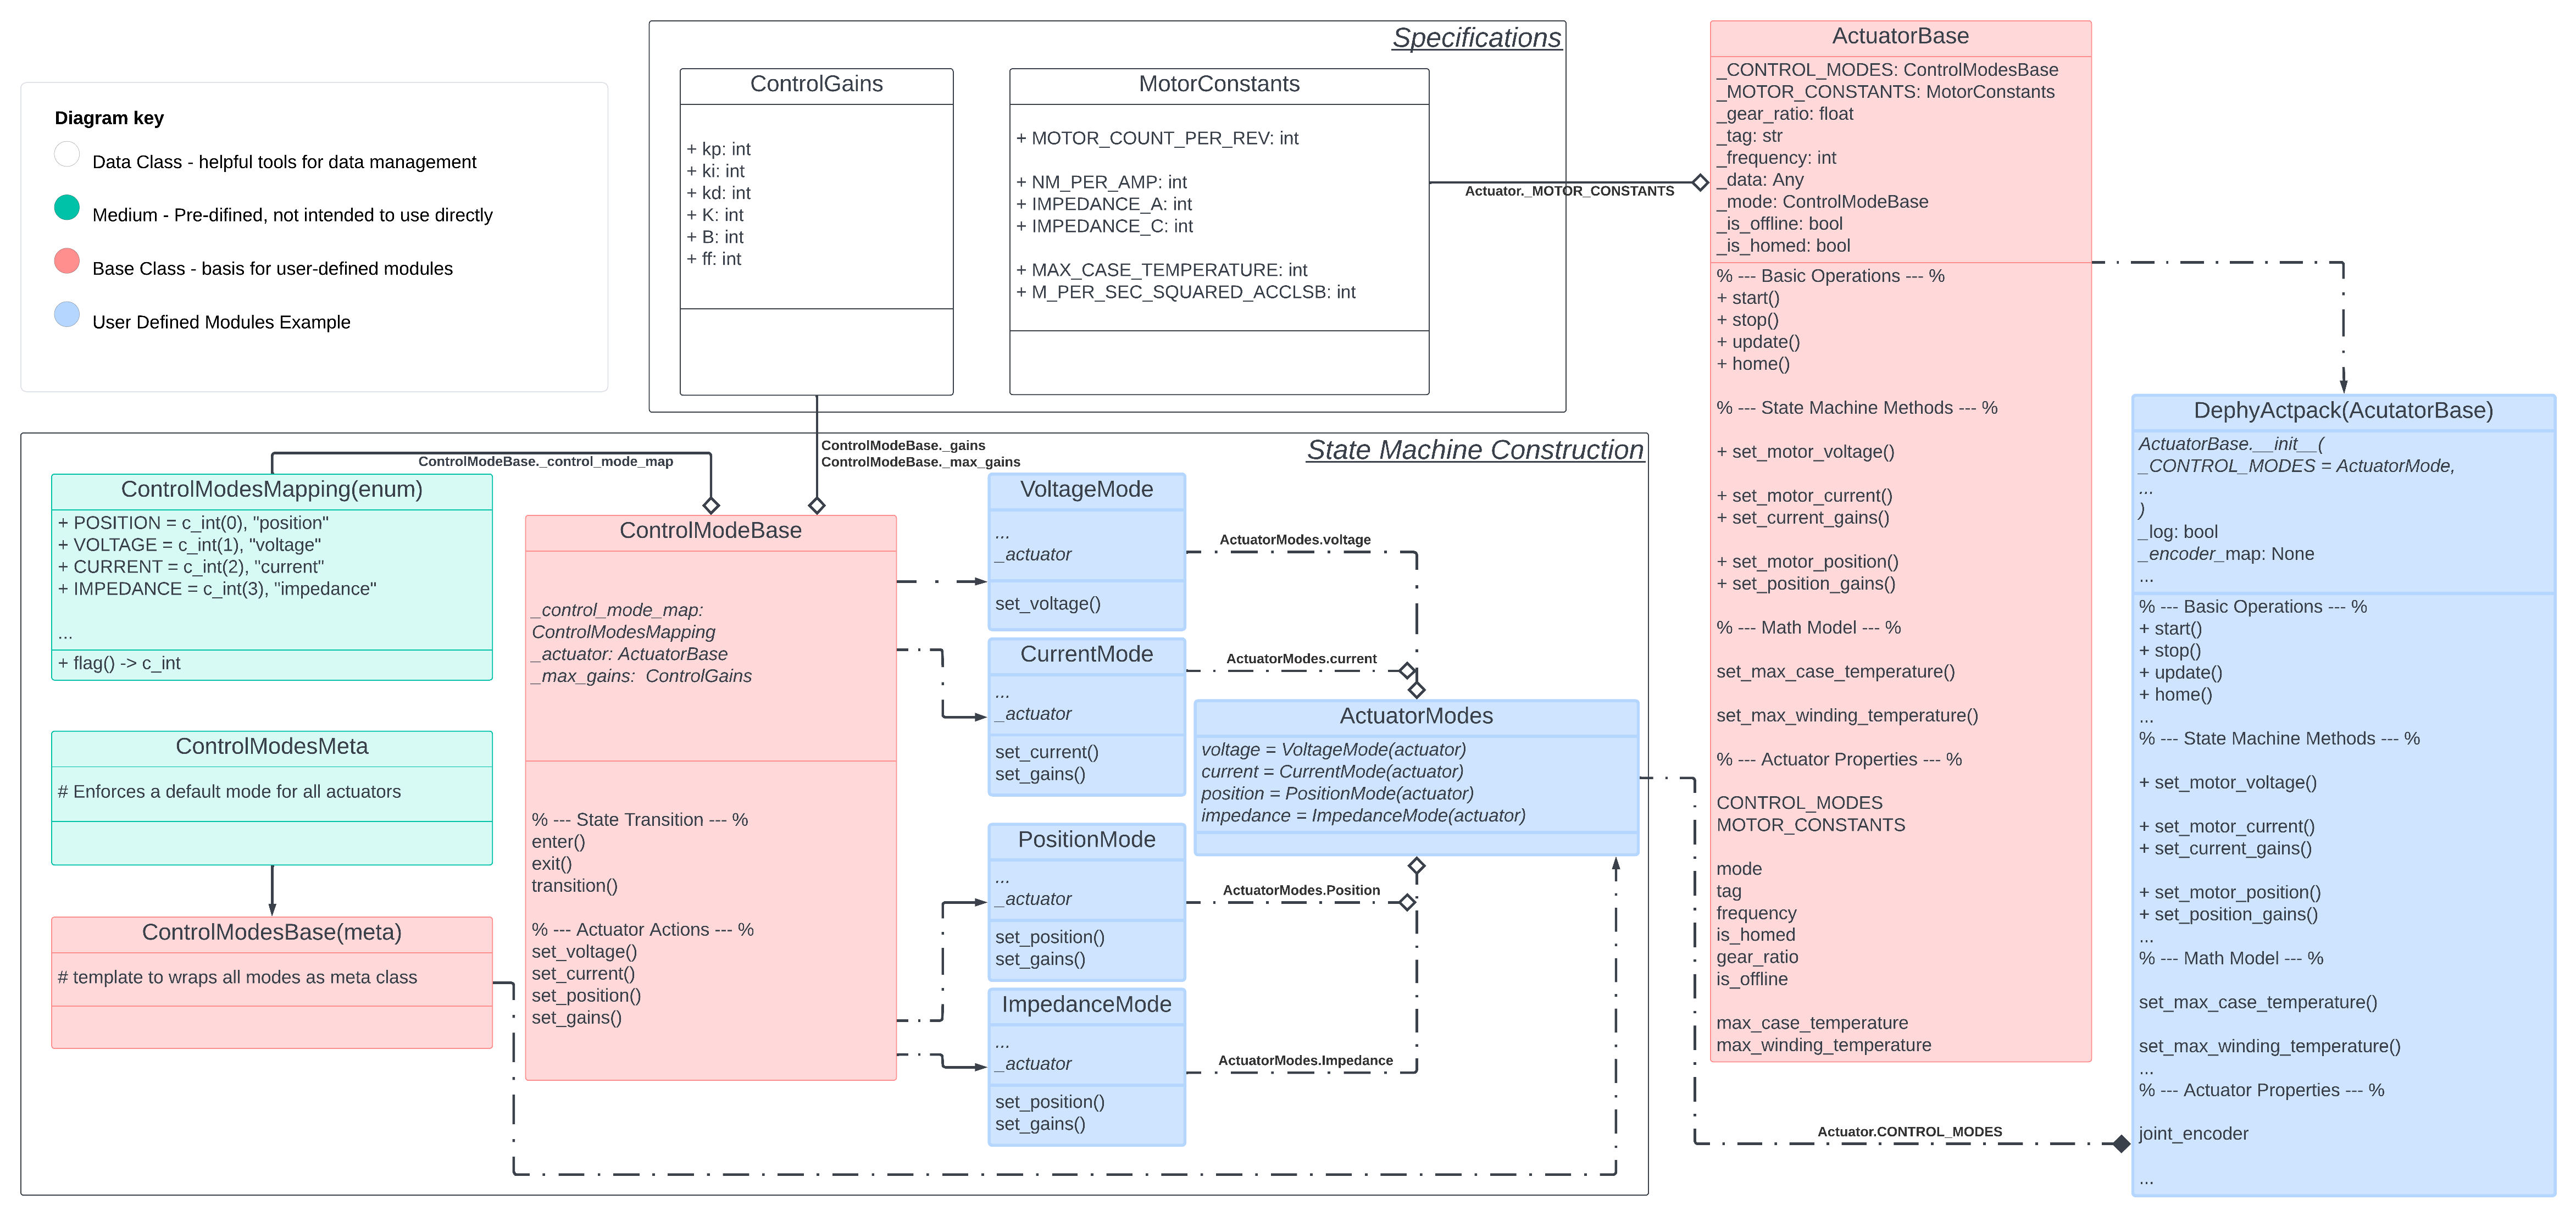 Diagram key
Data Class - helpful tools for data management
Medium - Pre-difined, not intended to use directly
Base Class - basis for user-defined modules
User Defined Modules Example
Specifications
ControlGains
+ kp: int
+ ki: int
+ kd: int
+ K: int
+ B: int
+ ff: int
MotorConstants
+ MOTOR_COUNT_PER_REV: int
+ NM_PER_AMP: int
+ IMPEDANCE_A: int
+ IMPEDANCE_C: int
+ MAX_CASE_TEMPERATURE: int
+ M_PER_SEC_SQUARED_ACCLSB: int
Actuator._MOTOR_CONSTANTS
ActuatorBase
_CONTROL_MODES: ControlModesBase
_MOTOR_CONSTANTS: MotorConstants
_gear_ratio: float
_tag: str
_frequency: int
_data: Any
_mode: ControlModeBase
_is_offline: bool
_is_homed: bool
% --- Basic Operations --- %
+ start()
+ stop()
+ update()
+ home()
% --- State Machine Methods --- %
+ set_motor_voltage()
+ set_motor_current()
+ set_current_gains()
+ set_motor_position()
+ set_position_gains()
% --- Math Model --- %
set_max_case_temperature()
set_max_winding_temperature()
% --- Actuator Properties --- %
CONTROL_MODES
MOTOR_CONSTANTS
mode
tag
frequency
is_homed
gear_ratio
is_offline
max_case_temperature
max_winding_temperature
DephyActpack(AcutatorBase)
ActuatorBase.__init__(
_CONTROL_MODES = ActuatorMode,
...
)
_log: bool
_encoder_map: None
...
% --- Basic Operations --- %
+ start()
+ stop()
+ update()
+ home()
...
% --- State Machine Methods --- %
+ set_motor_voltage()
+ set_motor_current()
+ set_current_gains()
+ set_motor_position()
+ set_position_gains()
...
% --- Math Model --- %
set_max_case_temperature()
set_max_winding_temperature()
...
% --- Actuator Properties --- %
joint_encoder
...
State Machine Construction
ControlModeBase._gains
ControlModeBase._max_gains
ControlModeBase._control_mode_map
ControlModesMapping(enum)
+ POSITION = c_int(0), "position"
+ VOLTAGE = c_int(1), "voltage"
+ CURRENT = c_int(2), "current"
+ IMPEDANCE = c_int(3), "impedance"
...
+ flag() -> c_int
ControlModesMeta
# Enforces a default mode for all actuators
ControlModesBase(meta)
# template to wraps all modes as meta class
ControlModeBase
_control_mode_map:
ControlModesMapping
_actuator: ActuatorBase
_max_gains: ControlGains
% --- State Transition --- %
enter()
exit()
transition()
% --- Actuator Actions --- %
set_voltage()
set_current()
set_position()
set_gains()
VoltageMode
...
_actuator
set_voltage()
CurrentMode
...
_actuator
set_current()
set_gains()
PositionMode
...
_actuator
set_position()
set_gains()
ImpedanceMode
...
_actuator
set_position()
set_gains()
ActuatorModes.voltage
ActuatorModes.current
ActuatorModes
voltage = VoltageMode(actuator)
current = CurrentMode(actuator)
position = PositionMode(actuator)
impedance = ImpedanceMode(actuator)
ActuatorModes.Position
ActuatorModes.Impedance
Actuator.CONTROL_MODES